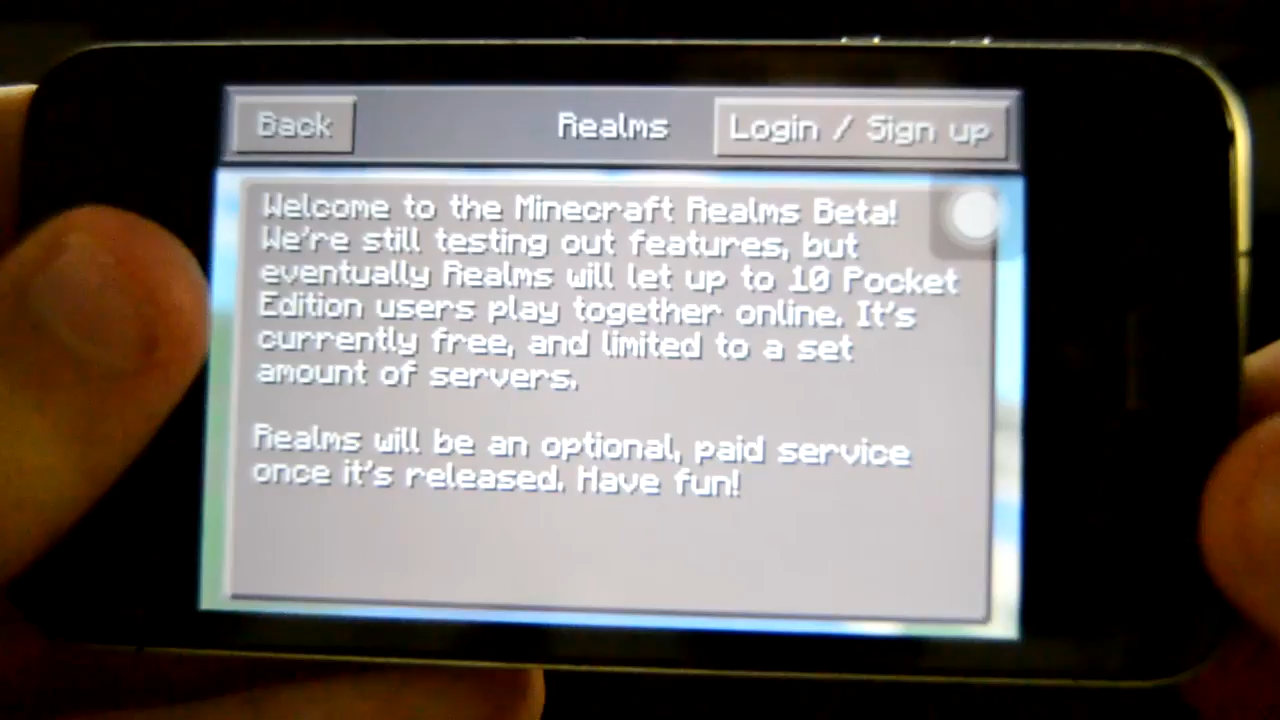 Back
Realms
Login / Sign up
Welcome to the Minecraft Realms Beta!
We're still testing out features, but
eventually Realms will let up to 10 Pocket
Edition users play together online. It's
currently free, and limited to a set
amount of servers.
Realms will be an optional, paid service
once it's released. Have fun!